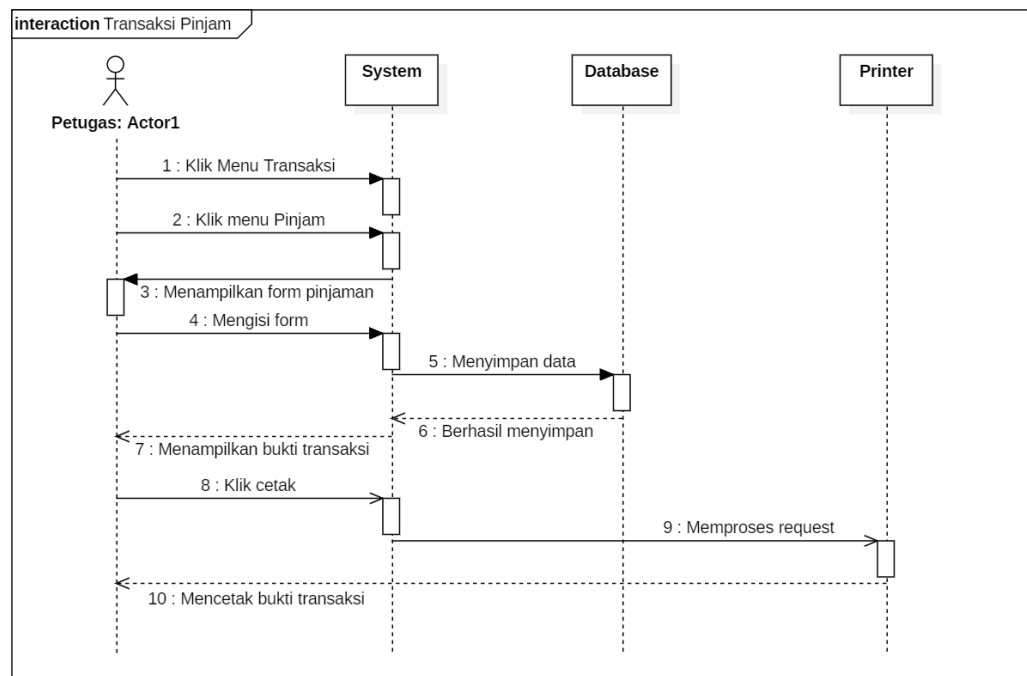 interaction Transaksi Pinjam
System
Database
Printer
Petugas: Actor1
1 : Klik Menu Transaksi
2 : Klik menu Pinjam
3 : Menampilkan form pinjaman
4 : Mengisi form
5 : Menyimpan data
6 : Berhasil menyimpan
7 : Menampilkan bukti transaksi
8 : Klik cetak
9 : Memproses request
10 : Mencetak bukti transaksi